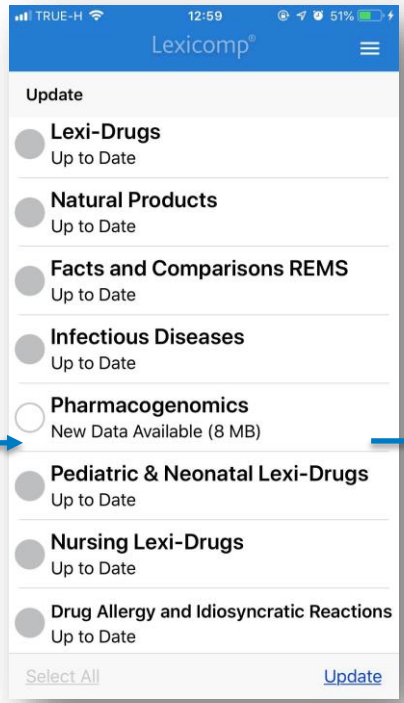 TRUE-H 12:59 51%
Lexicomp®
Update
Lexi-Drugs
Up to Date
Natural Products
Up to Date
Facts and Comparisons REMS
Up to Date
Infectious Diseases
Up to Date
Pharmacogenomics
New Data Available (8 MB)
Pediatric & Neonatal Lexi-Drugs
Up to Date
Nursing Lexi-Drugs
Up to Date
Drug Allergy and Idiosyncratic Reactions
Up to Date
Select All Update